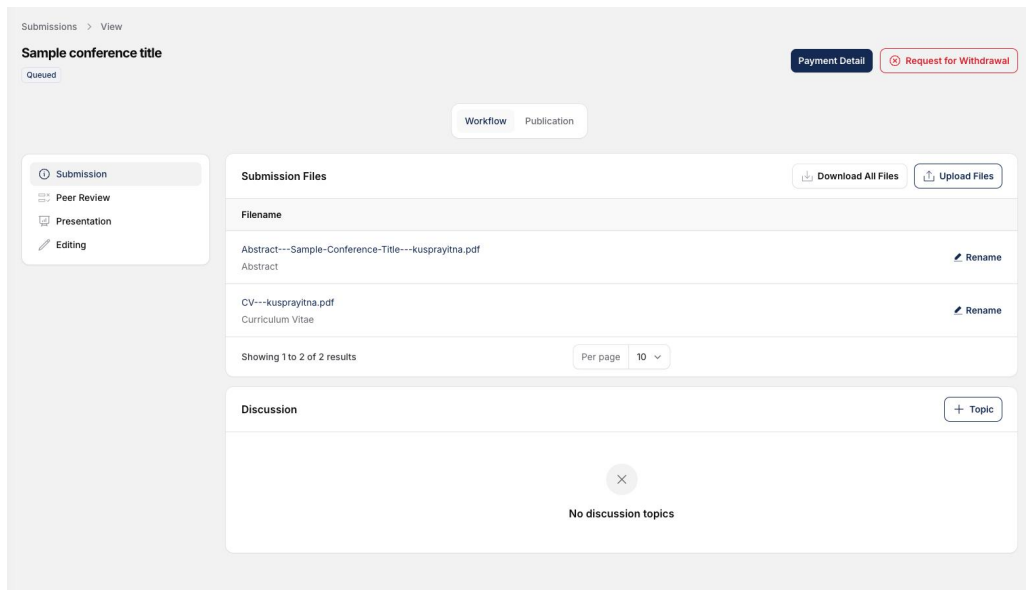 Submissions > View
Sample conference title
Queued
Payment Detail
Request for Withdrawal
Workflow
Publication
Submission
Peer Review
Presentation
Editing
Submission Files
Download All Files
Upload Files
Filename
Abstract---Sample-Conference-Title---kusprayitna.pdf
Abstract
Rename
CV---kusprayitna.pdf
Curriculum Vitae
Rename
Showing 1 to 2 of 2 results
Per page 10
Discussion
+ Topic
No discussion topics